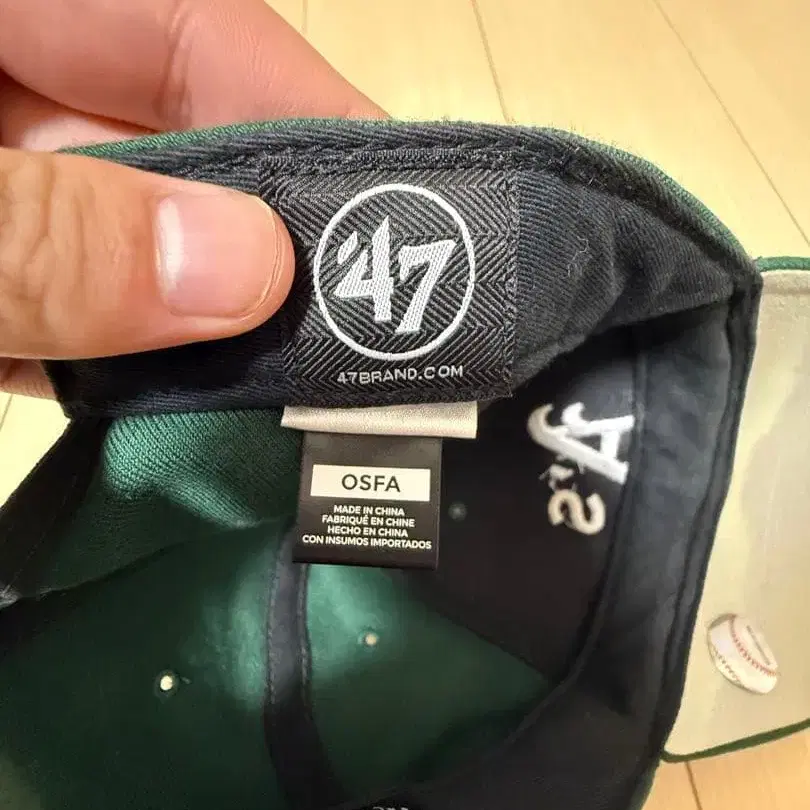 '47
47BRAND.COM
OSFA
MADE IN CHINA
FABRIQUÉ EN CHINE
HECHO EN CHINA
CON INSUMOS IMPORTADOS
A's